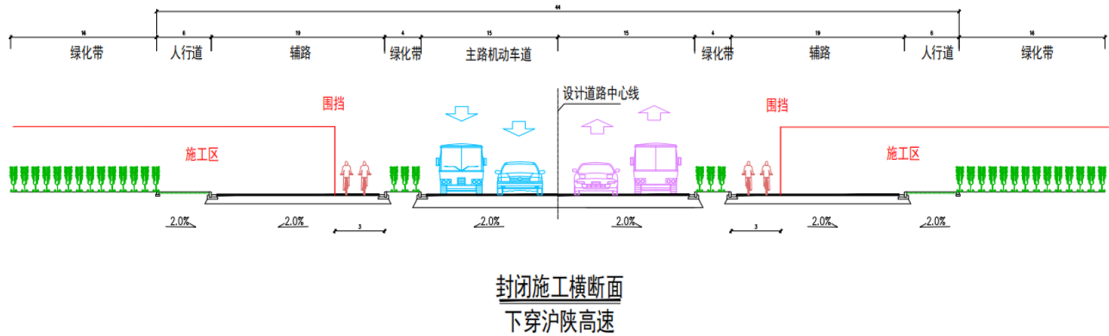 44
16 6 19 4 15 15 4 19 6 16
绿化带 人行道 辅路 绿化带 主路机动车道 绿化带 辅路 人行道 绿化带
设计道路中心线
围挡 围挡
施工区 施工区
2.0% 2.0% 2.0% 2.0% 2.0% 2.0%
3 3
封闭施工横断面
下穿沪陕高速